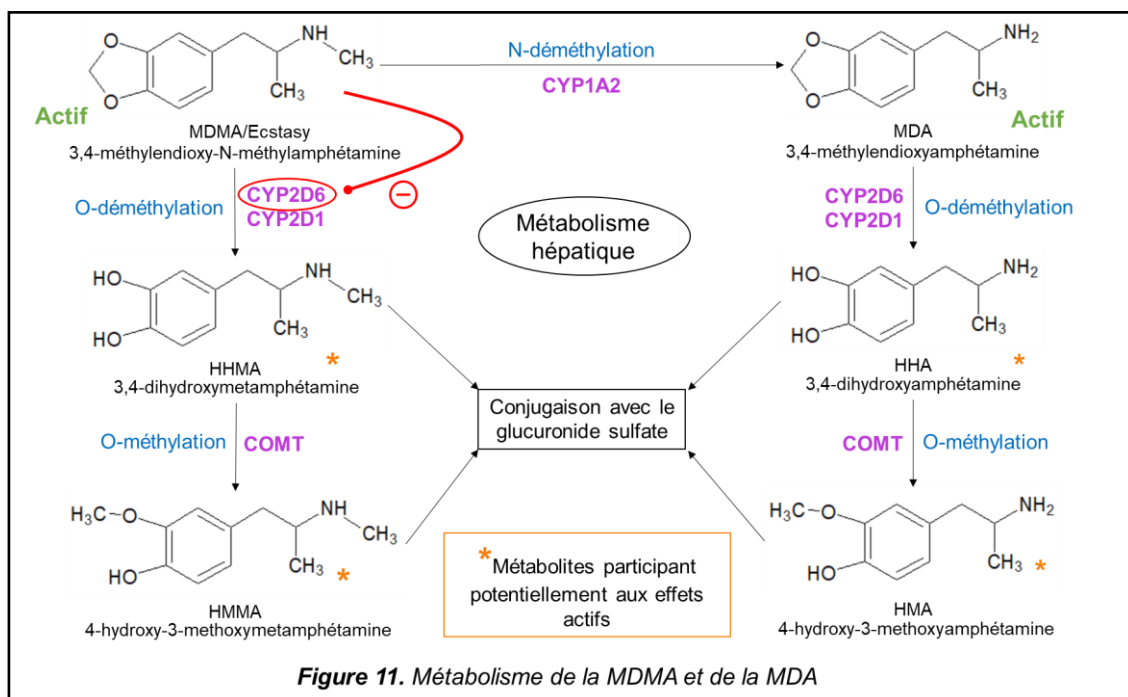 NH
CH₃
CH₃
O
O
Actif
MDMA/Ecstasy
3,4-méthylendioxy-N-méthylamphétamine
N-déméthylation
CYP1A2
NH₂
CH₃
O
O
Actif
MDA
3,4-méthylendioxyamphétamine
O-déméthylation
CYP2D6
CYP2D1
−
Métabolisme
hépatique
CYP2D6
CYP2D1
O-déméthylation
HO
HO
NH
CH₃
CH₃
*
HHMA
3,4-dihydroxymetamphétamine
HO
HO
NH₂
CH₃
*
HHA
3,4-dihydroxyamphétamine
Conjugaison avec le
glucuronide sulfate
O-méthylation
COMT
COMT
O-méthylation
H₃C
O
HO
NH
CH₃
CH₃
*
HMMA
4-hydroxy-3-methoxymetamphétamine
*Métabolites participant
potentiellement aux effets
actifs
H₃C
O
HO
NH₂
CH₃
*
HMA
4-hydroxy-3-methoxyamphétamine
Figure 11. Métabolisme de la MDMA et de la MDA